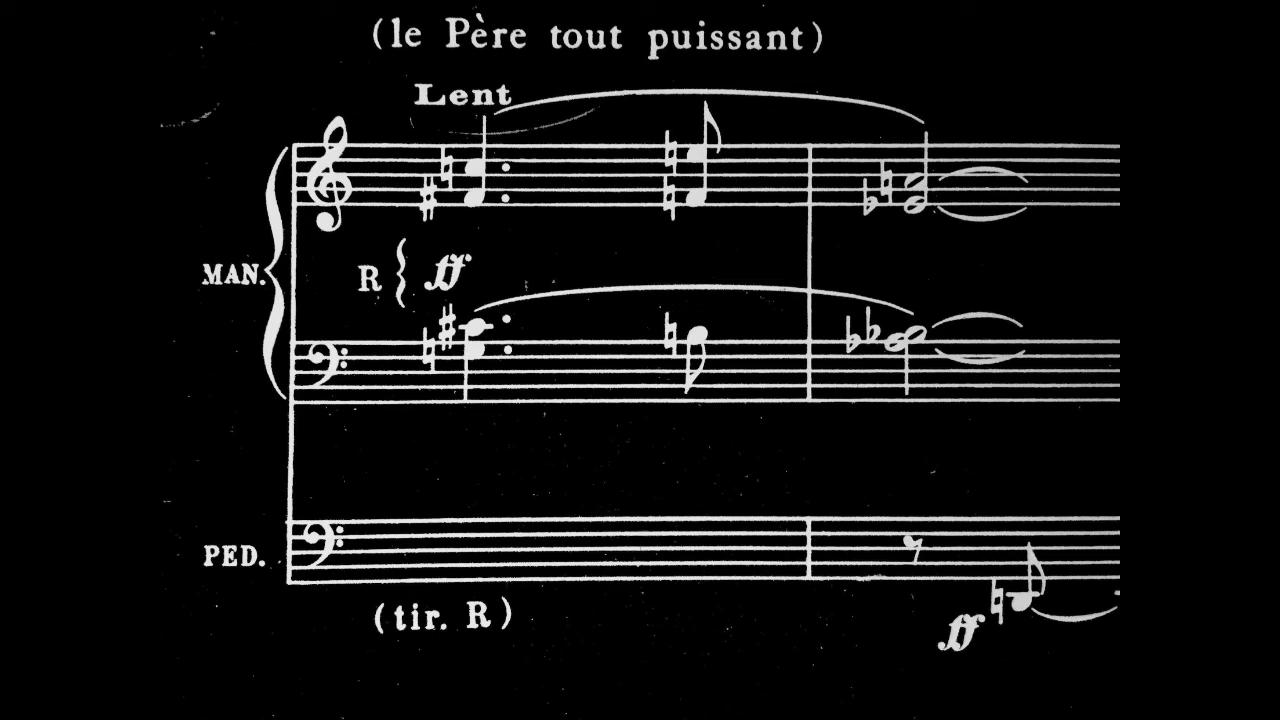 (le Père tout puissant)
Lent
MAN.
R ff
PED.
(tir. R)
ff